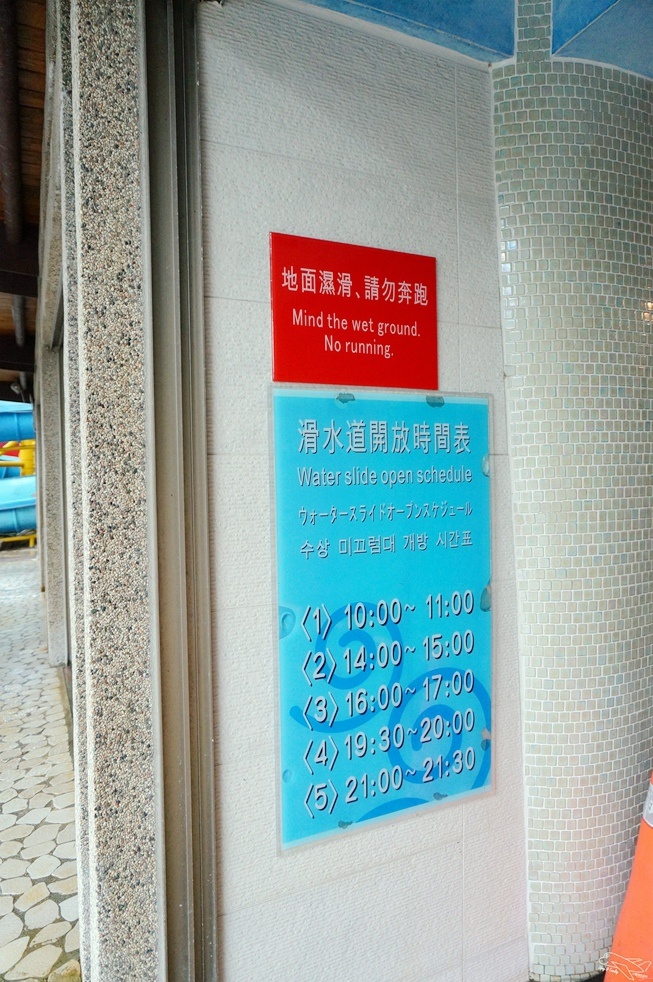 地面濕滑、請勿奔跑
Mind the wet ground.
No running.
滑水道開放時間表
Water slide open schedule
ウォータースライドオープンスケジュール
수상 미끄럼대 개방 시간표
〈1〉 10:00~ 11:00
〈2〉 14:00~ 15:00
〈3〉 16:00~ 17:00
〈4〉 19:30~20:00
〈5〉 21:00~21:30